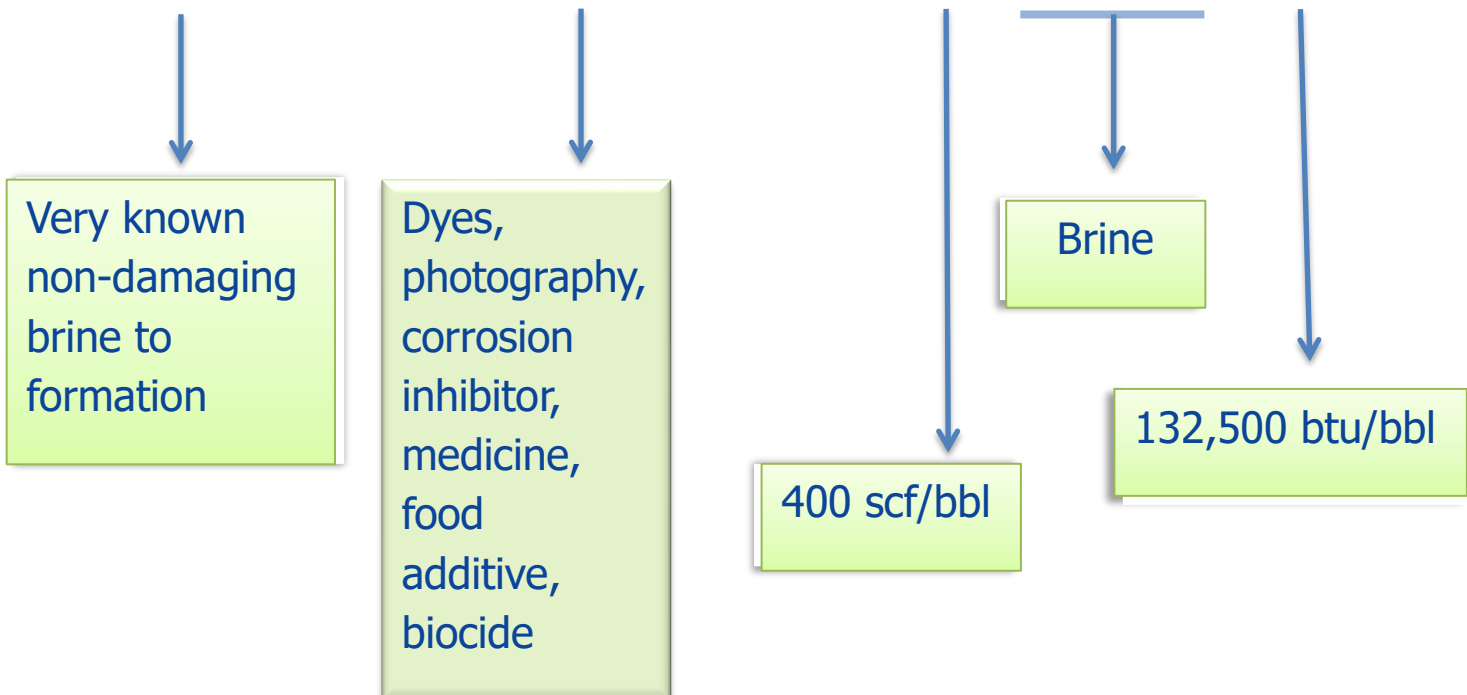 Very known
non-damaging
brine to
formation
Dyes,
photography,
corrosion
inhibitor,
medicine,
food
additive,
biocide
400 scf/bbl
Brine
132,500 btu/bbl